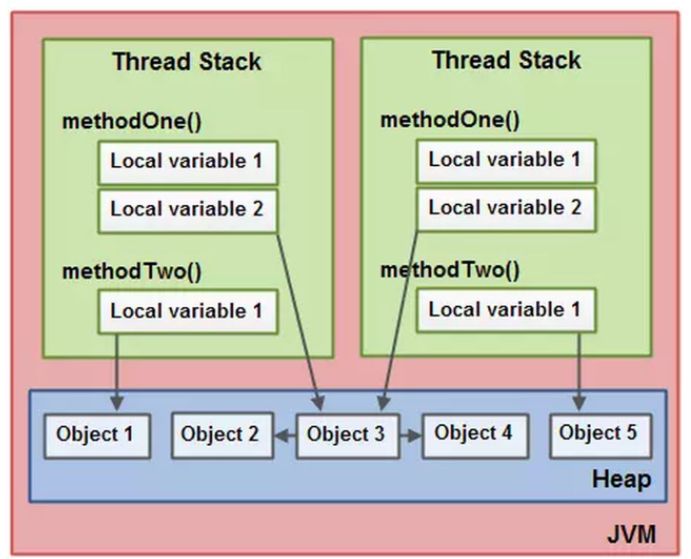 Thread Stack
methodOne()
Local variable 1
Local variable 2
methodTwo()
Local variable 1
Thread Stack
methodOne()
Local variable 1
Local variable 2
methodTwo()
Local variable 1
Object 1
Object 2
Object 3
Object 4
Object 5
Heap
JVM